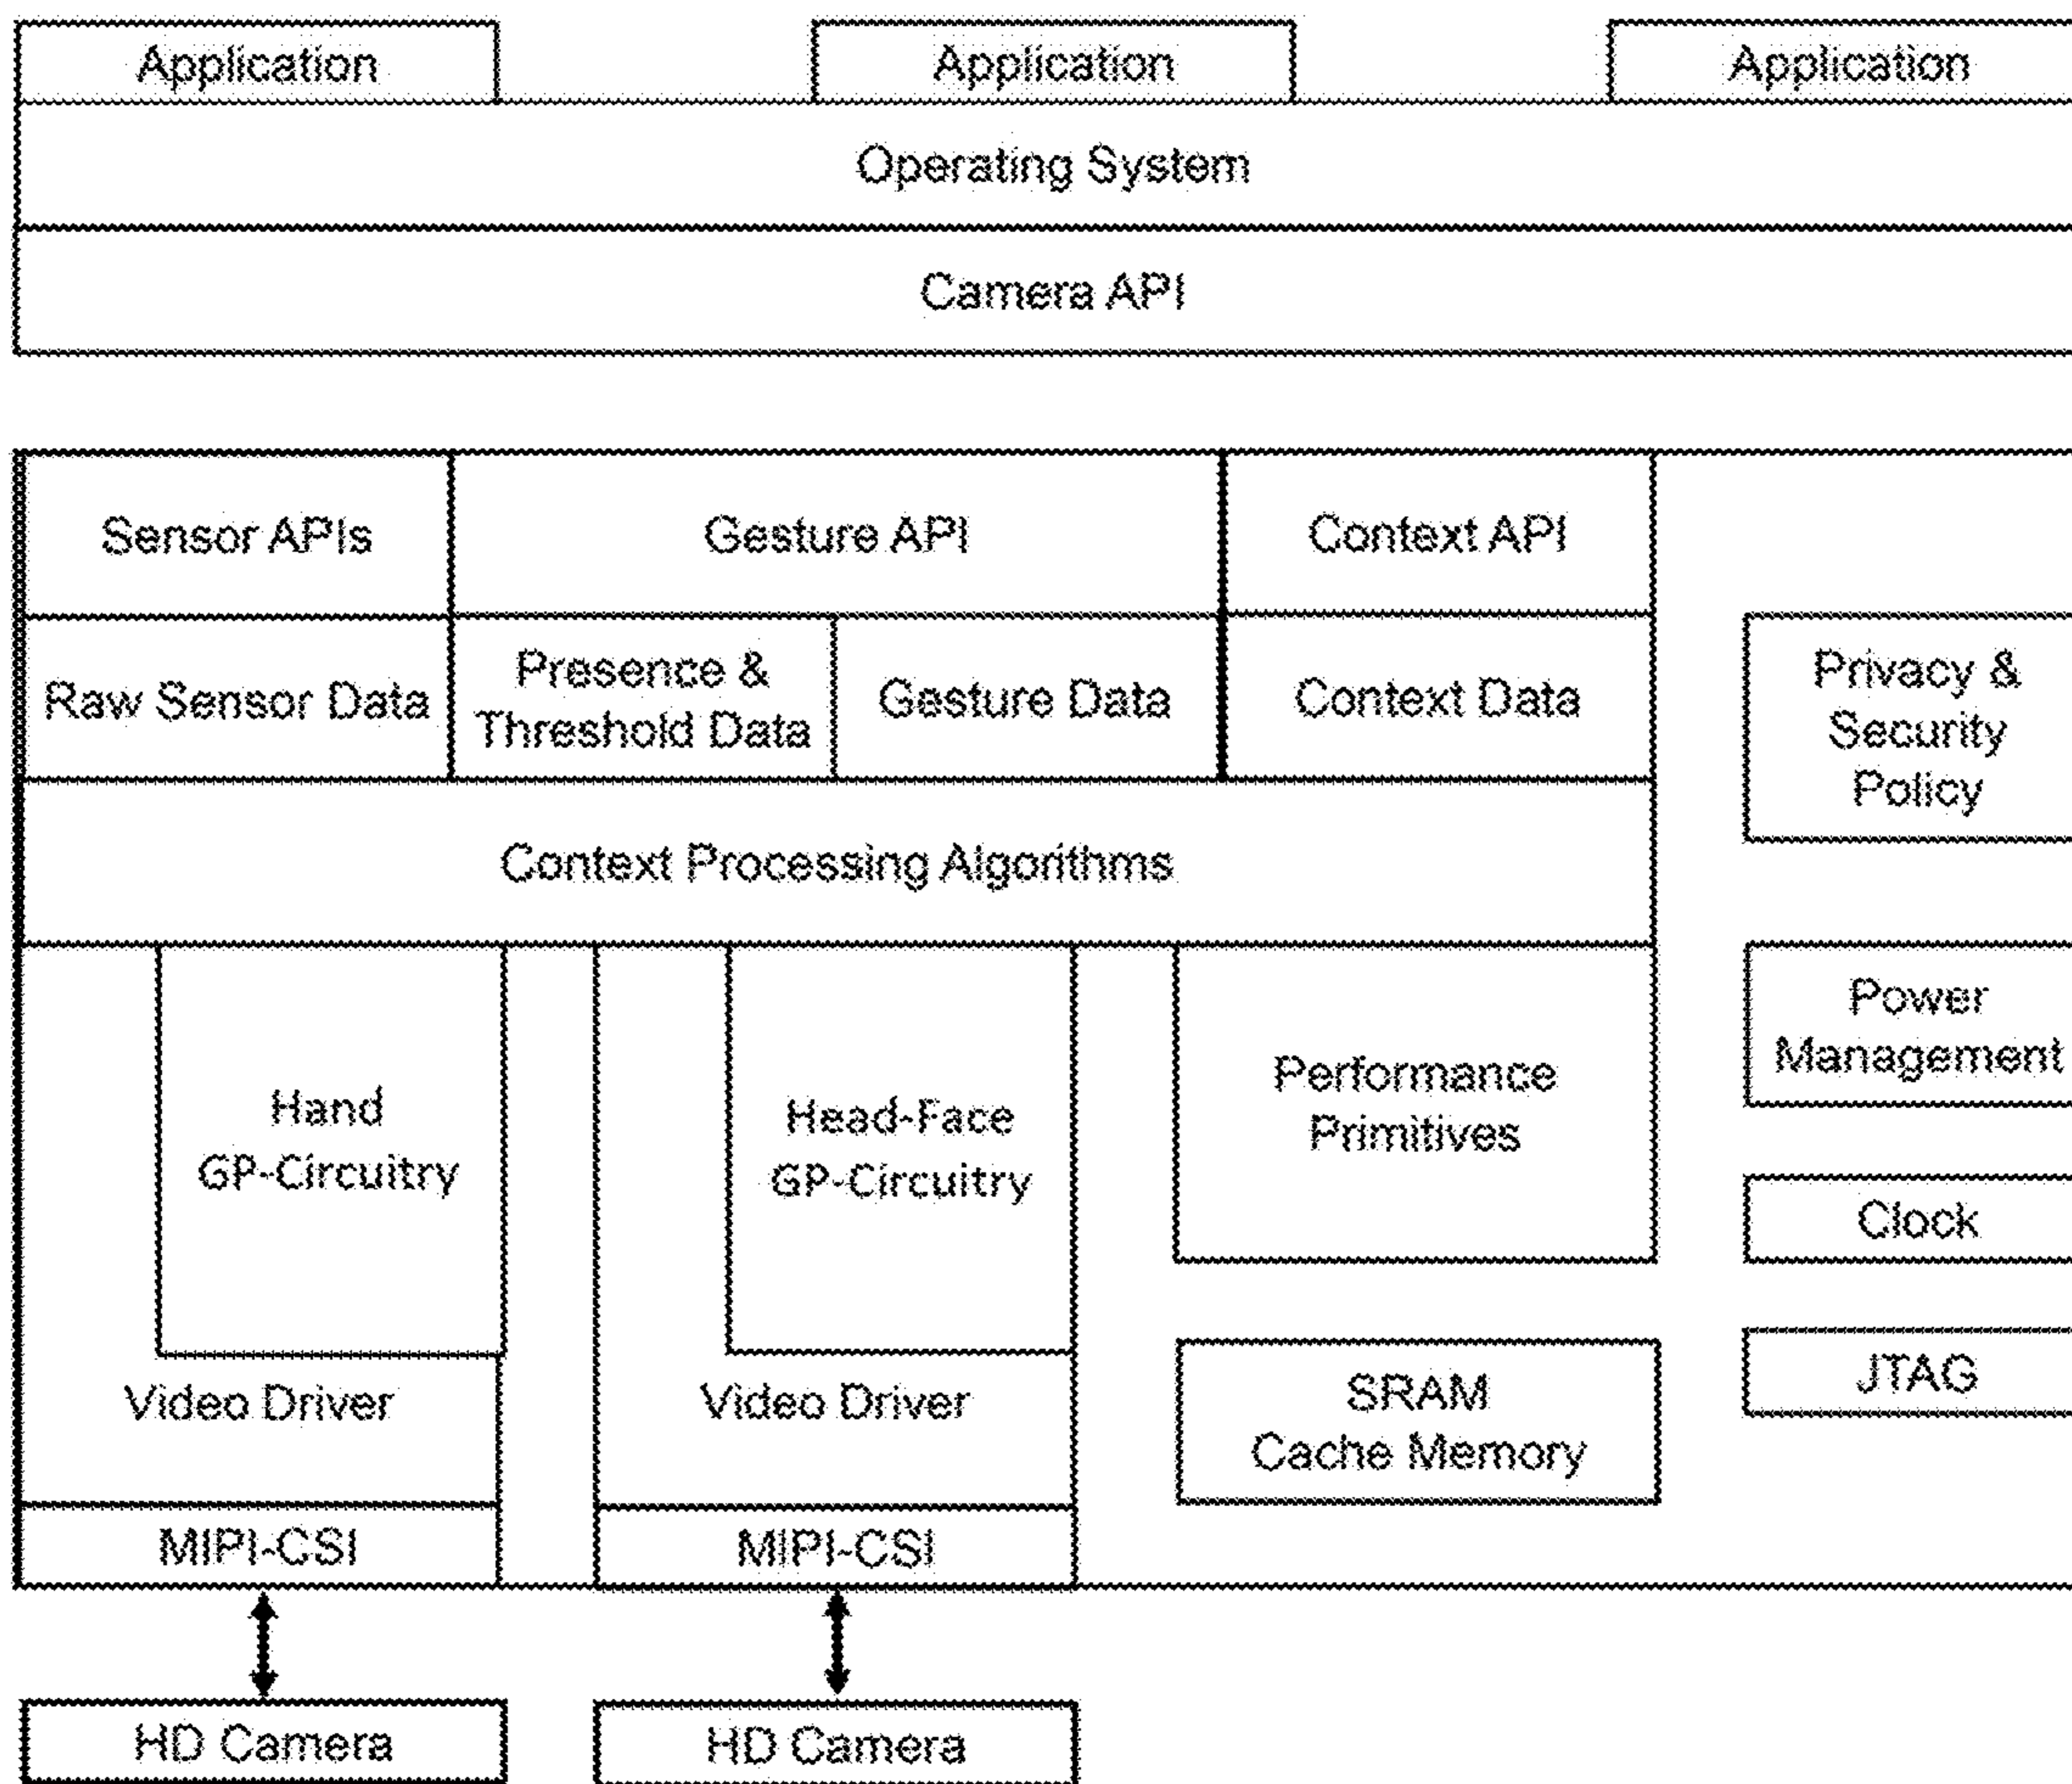 Application
Application
Application
Operating System
Camera API
Sensor APIs
Gesture API
Context API
Raw Sensor Data
Presence &
Threshold Data
Gesture Data
Context Data
Privacy &
Security
Policy
Context Processing Algorithms
Hand
GP-Circuitry
Head-Face
GP-Circuitry
Performance
Primitives
Power
Management
Clock
JTAG
Video Driver
Video Driver
SRAM
Cache Memory
MIPI-CSI
MIPI-CSI
HD Camera
HD Camera